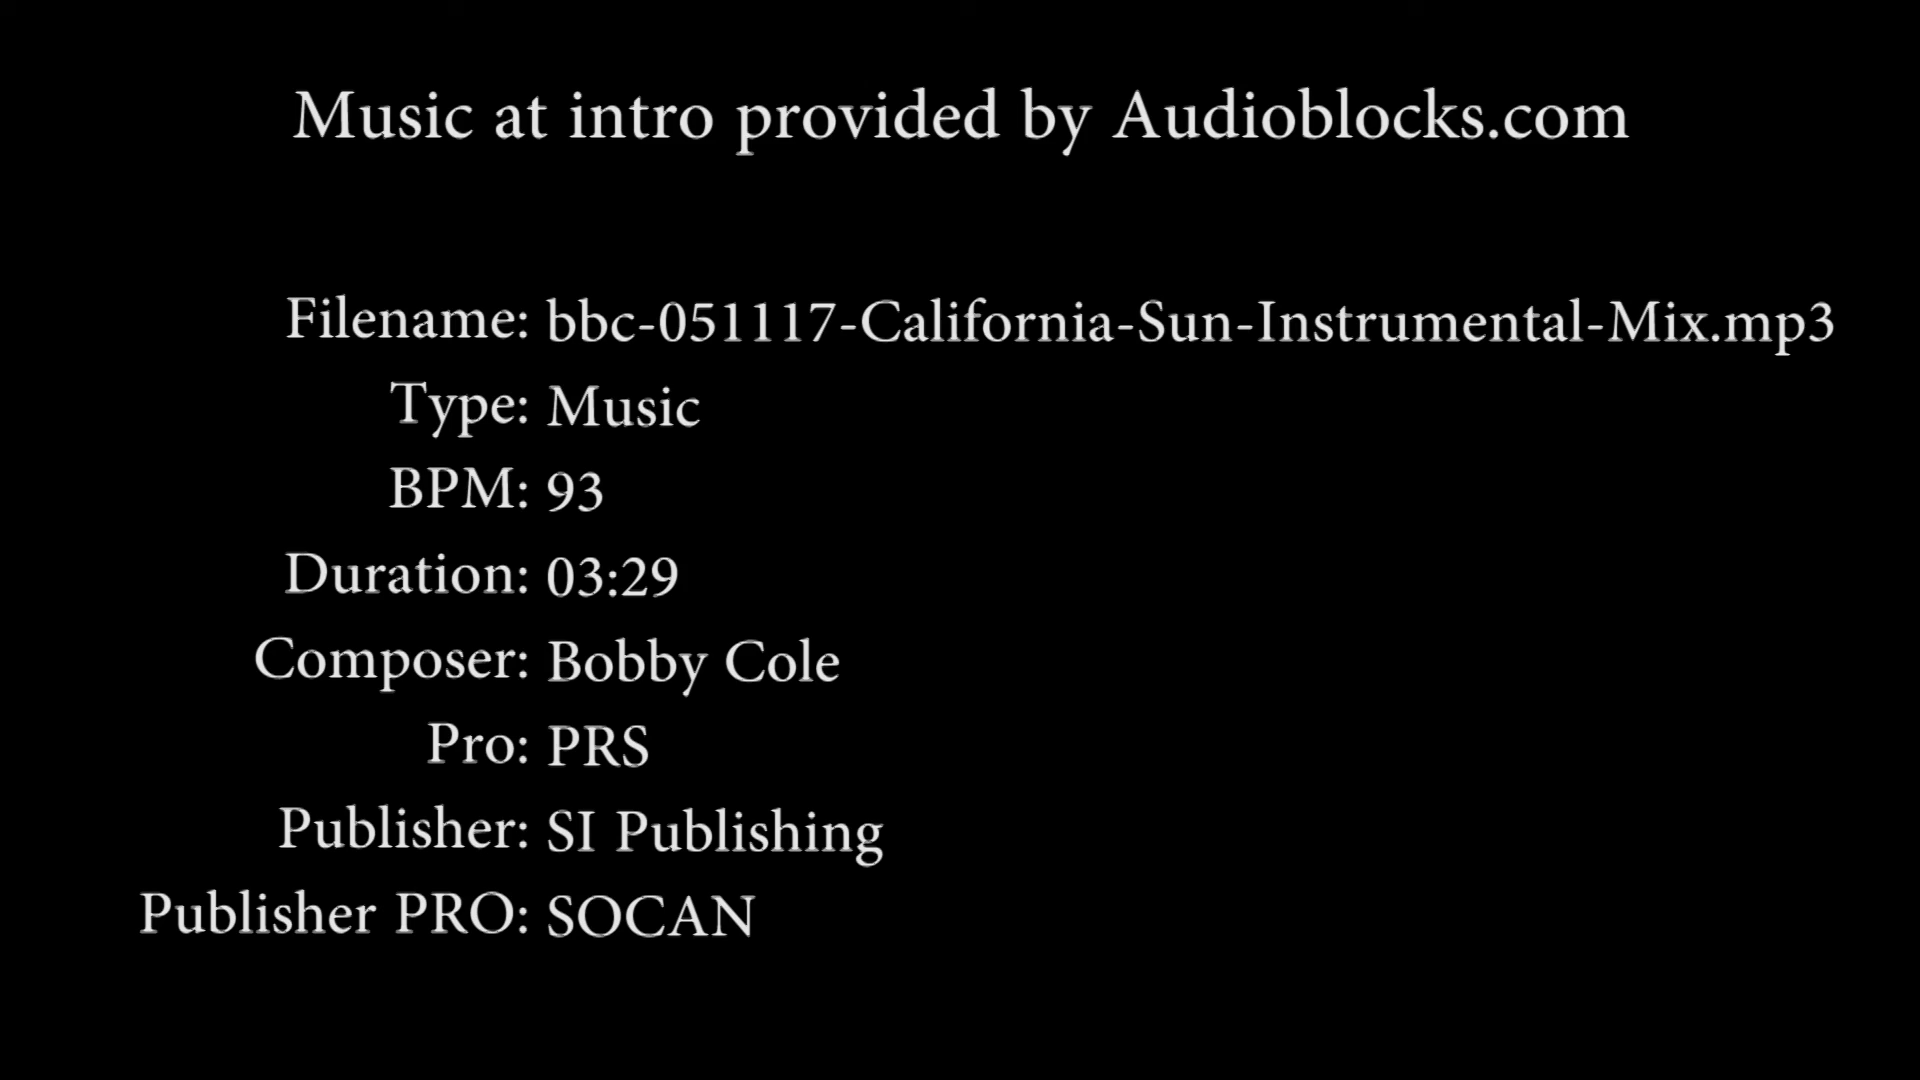 Music at intro provided by Audioblocks.com
Filename: bbc-051117-California-Sun-Instrumental-Mix.mp3
Type: Music
BPM: 93
Duration: 03:29
Composer: Bobby Cole
Pro: PRS
Publisher: SI Publishing
Publisher PRO: SOCAN